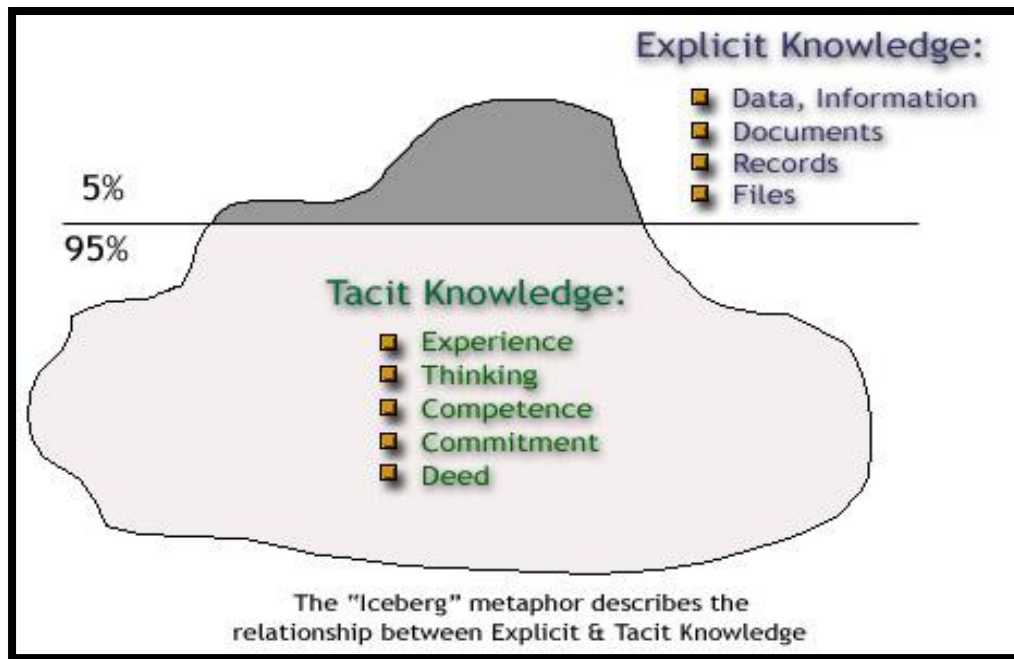 Explicit Knowledge:
Data, Information
Documents
Records
Files
5%
95%
Tacit Knowledge:
Experience
Thinking
Competence
Commitment
Deed
The "Iceberg" metaphor describes the
relationship between Explicit & Tacit Knowledge